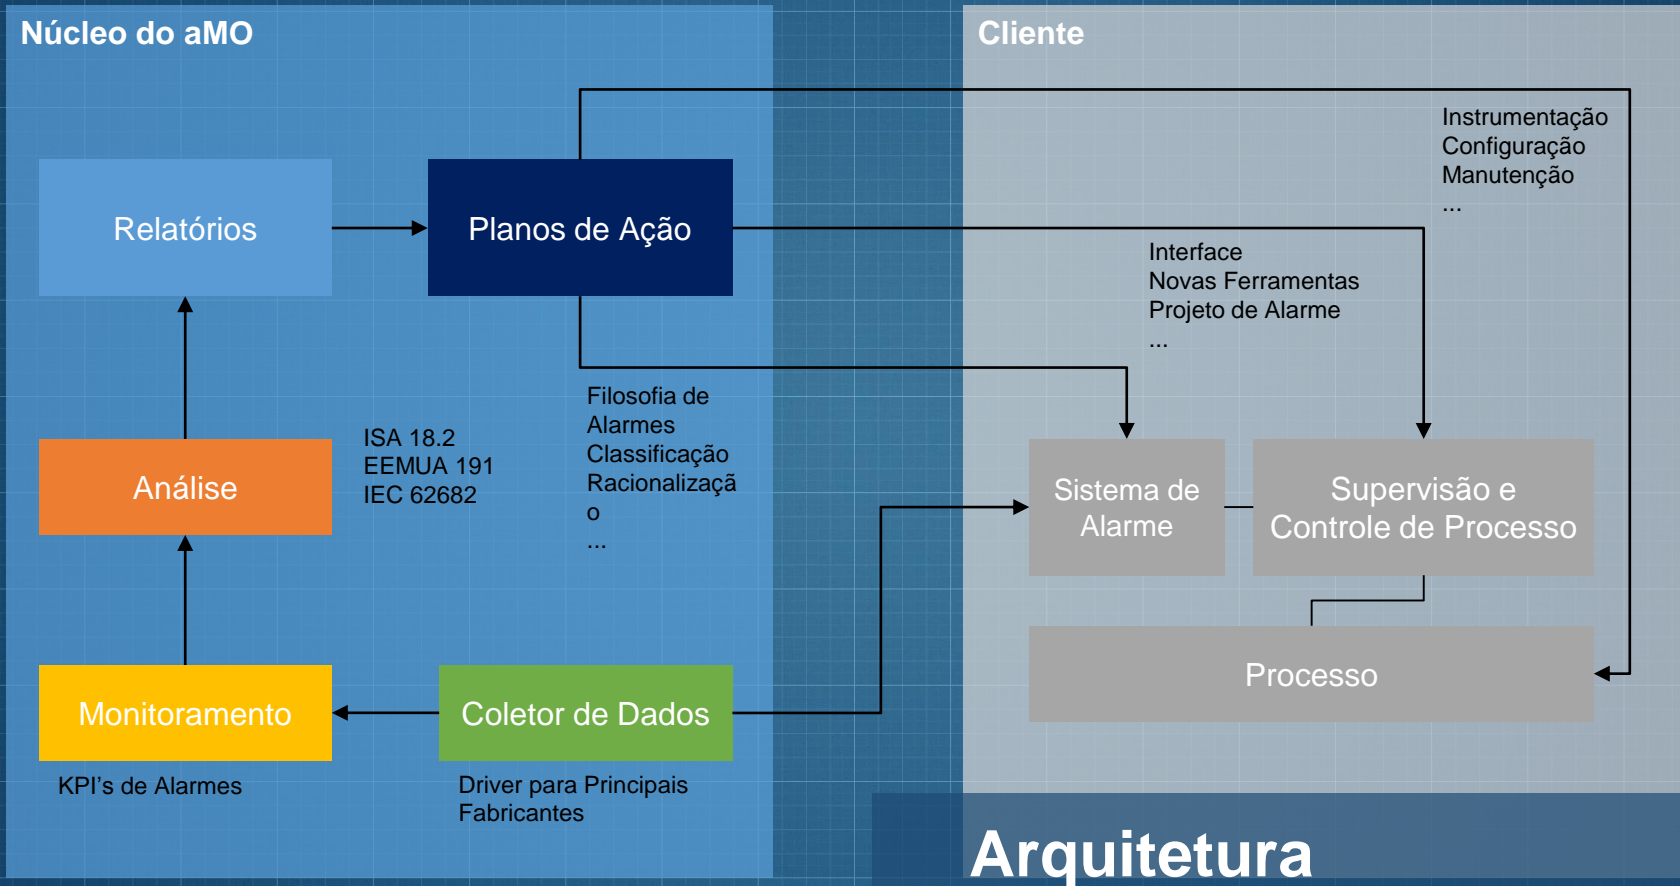 Núcleo do aMO
Cliente
Instrumentação
Configuração
Manutenção
...
Relatórios
Planos de Ação
Interface
Novas Ferramentas
Projeto de Alarme
...
Filosofia de
Alarmes
Classificação
Racionalizaçã
o
...
ISA 18.2
EEMUA 191
IEC 62682
Análise
Sistema de
Alarme
Supervisão e
Controle de Processo
Processo
Monitoramento
Coletor de Dados
KPI's de Alarmes
Driver para Principais
Fabricantes
Arquitetura